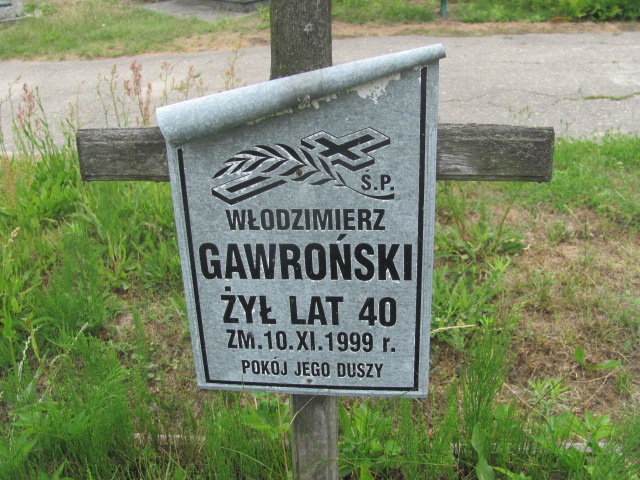 Ś.P.
WŁODZIMIERZ
GAWROŃSKI
ŻYŁ LAT 40
ZM.10.XI.1999 r.
POKÓJ JEGO DUSZY